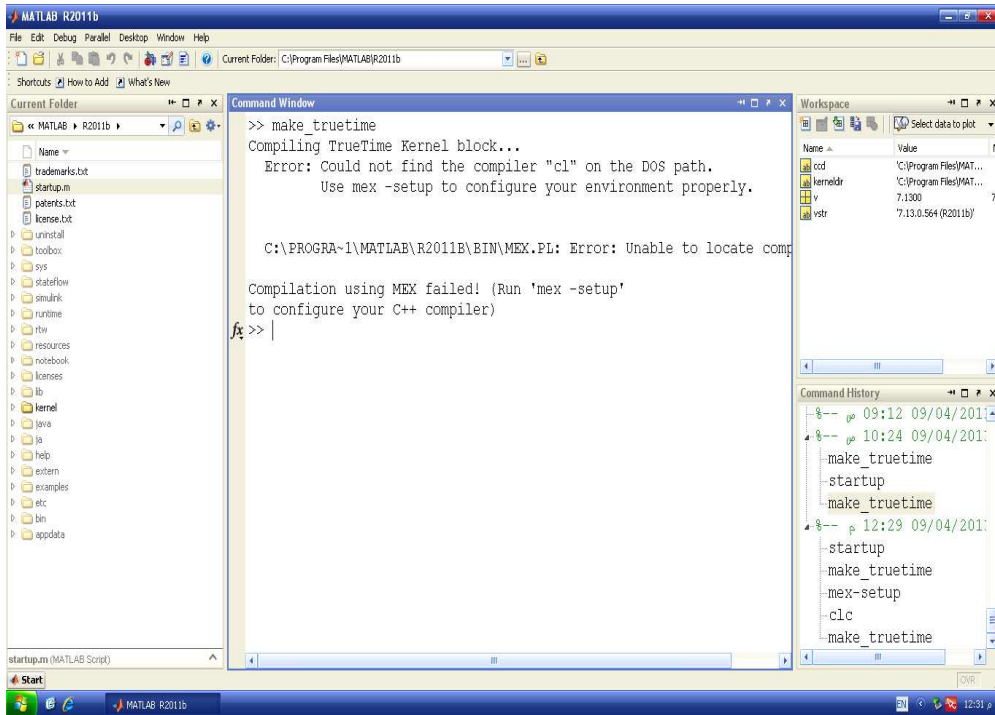 MATLAB R2011b
File Edit Debug Parallel Desktop Window Help
Current Folder: C:\Program Files\MATLAB\R2011b
Shortcuts How to Add What's New
Current Folder
« MATLAB ▸ R2011b ▸
Name
trademarks.txt
startup.m
patents.txt
license.txt
uninstall
toolbox
sys
stateflow
simulink
runtime
rtw
resources
notebook
licenses
lib
kernel
java
ja
help
extern
examples
etc
bin
appdata
startup.m (MATLAB Script)
Command Window
>> make_truetime
Compiling TrueTime Kernel block...
Error: Could not find the compiler "cl" on the DOS path.
Use mex -setup to configure your environment properly.
C:\PROGRA~1\MATLAB\R2011B\BIN\MEX.PL: Error: Unable to locate comp
Compilation using MEX failed! (Run 'mex -setup'
to configure your C++ compiler)
fx >>
Workspace
Select data to plot
Name Value
ccd 'C:\Program Files\MAT...
kerneldir 'C:\Program Files\MAT...
v 7.1300 7
vstr '7.13.0.564 (R2011b)'
Command History
%-- ص 09:12 09/04/201
%-- ص 10:24 09/04/201
make_truetime
startup
make_truetime
%-- م 12:29 09/04/201
startup
make_truetime
mex-setup
clc
make_truetime
Start
OVR
MATLAB R2011b
EN
12:31 م